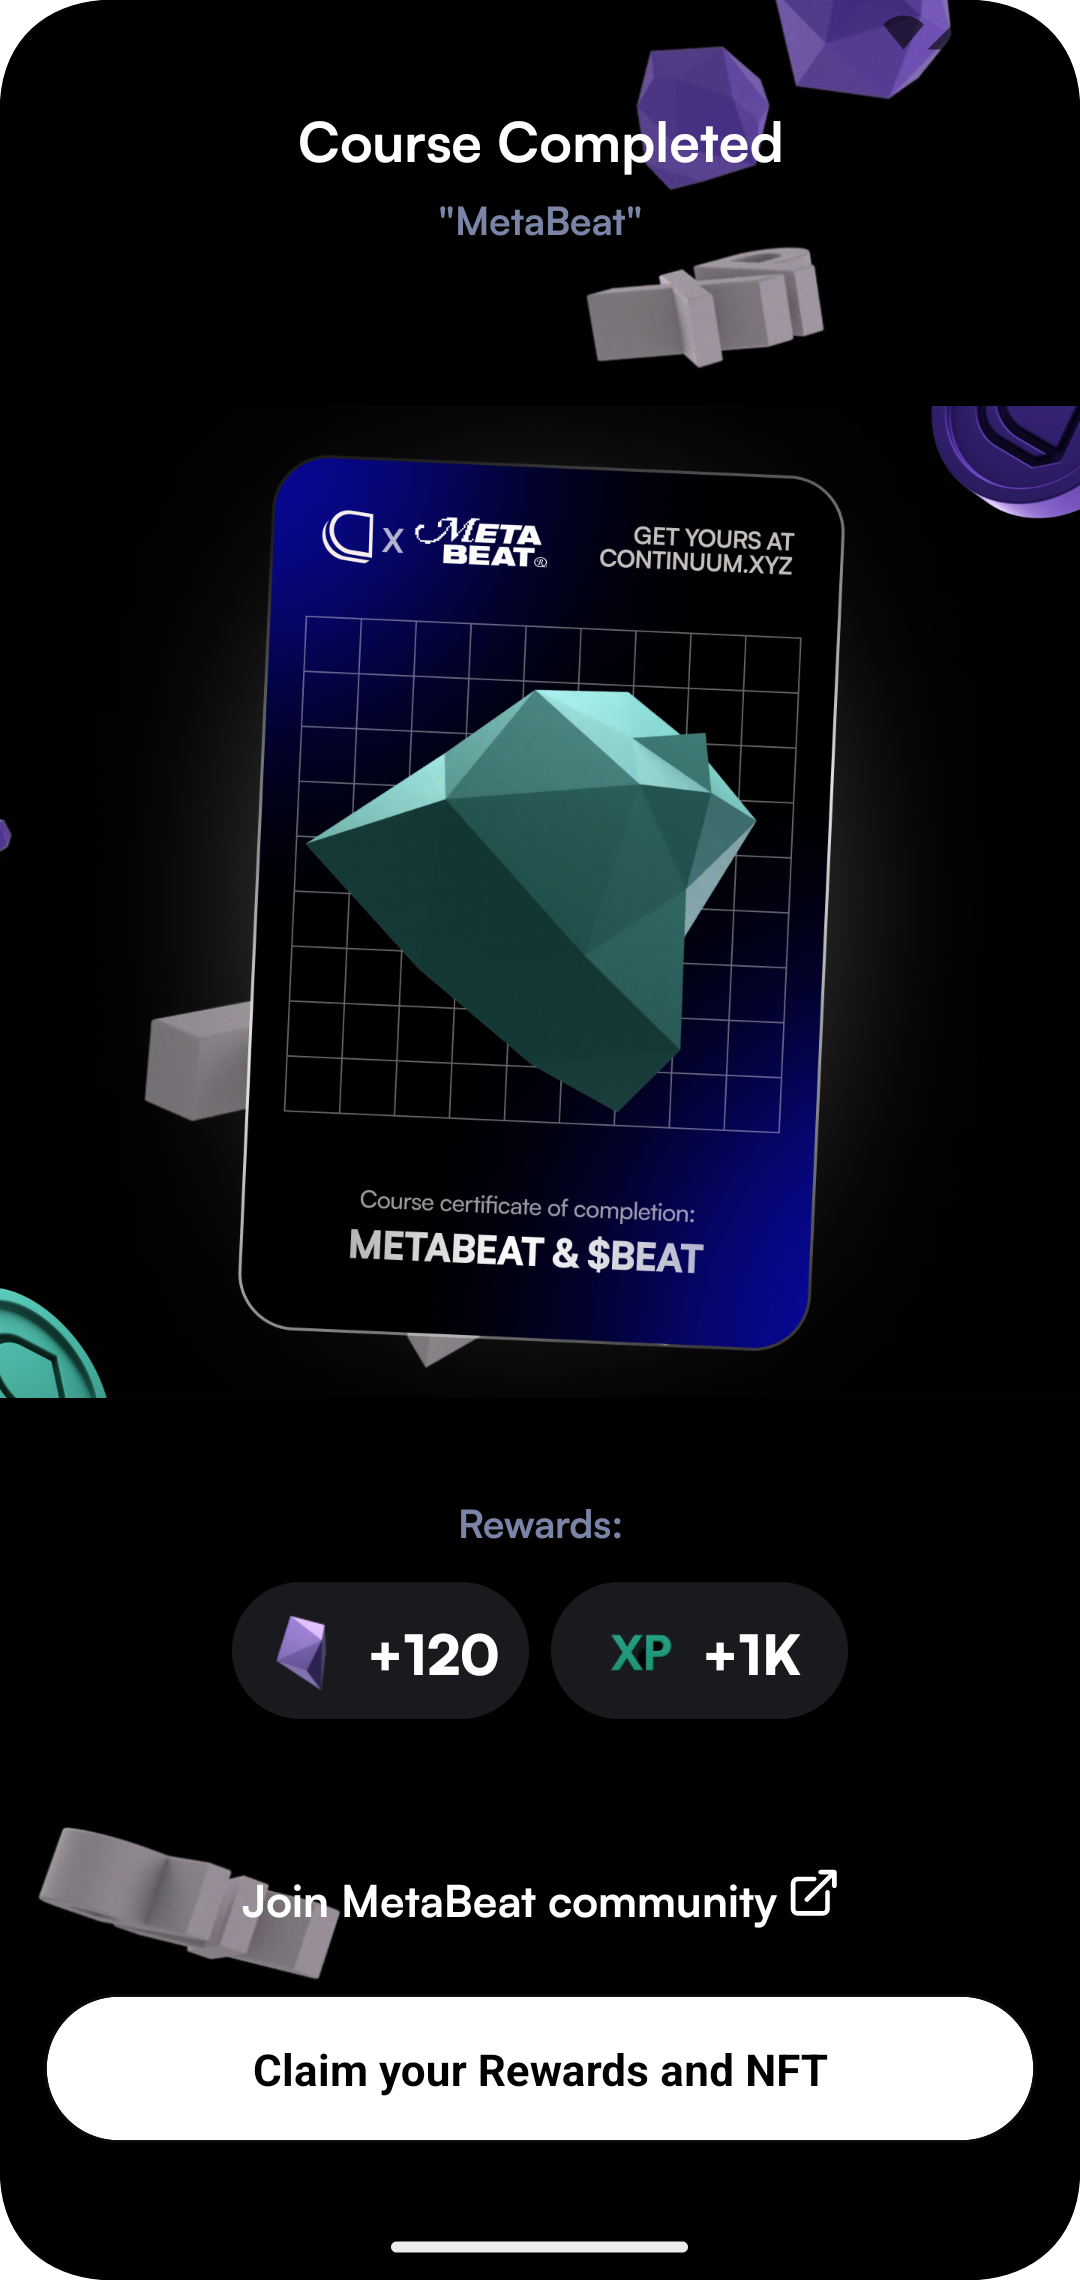 Course Completed
"MetaBeat"
X META BEAT®
GET YOURS AT
CONTINUUM.XYZ
Course certificate of completion:
METABEAT & $BEAT
Rewards:
+120
XP +1K
Join MetaBeat community
Claim your Rewards and NFT